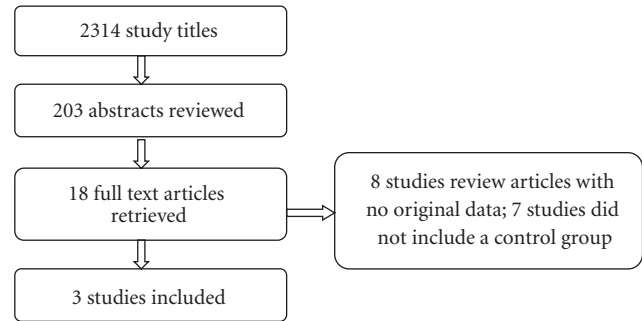 2314 study titles
203 abstracts reviewed
18 full text articles
retrieved
8 studies review articles with
no original data; 7 studies did
not include a control group
3 studies included